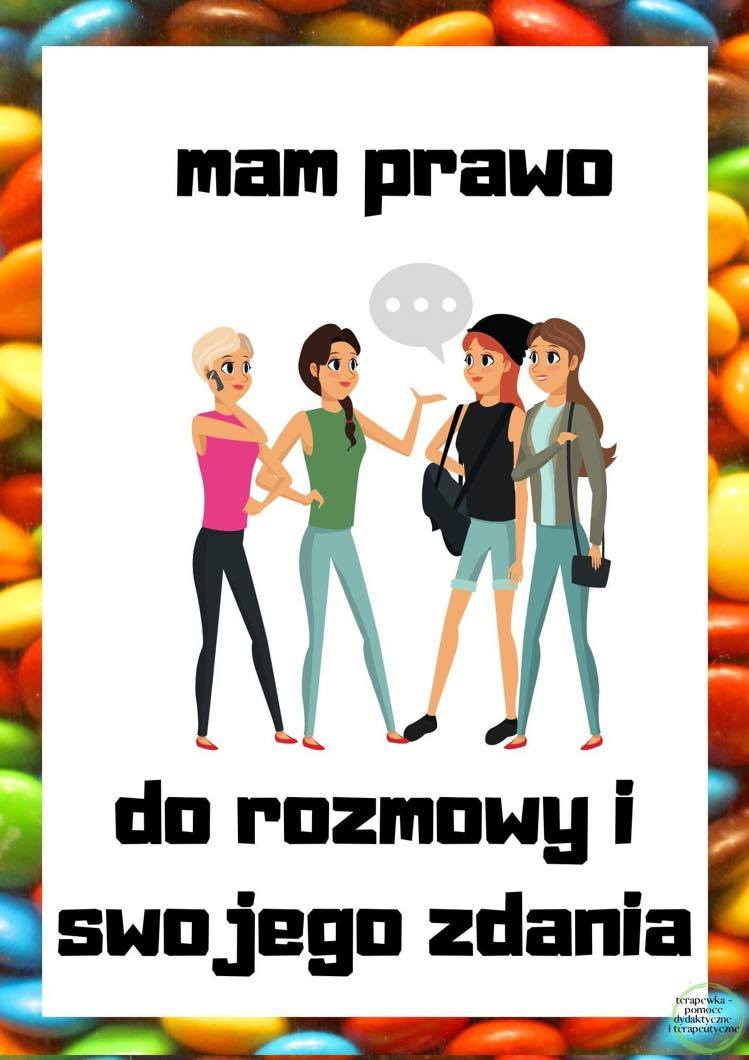 mam prawo
do rozmowy i
swojego zdania
terapewka -
pomoce
dydaktyczne
i terapeutyczne